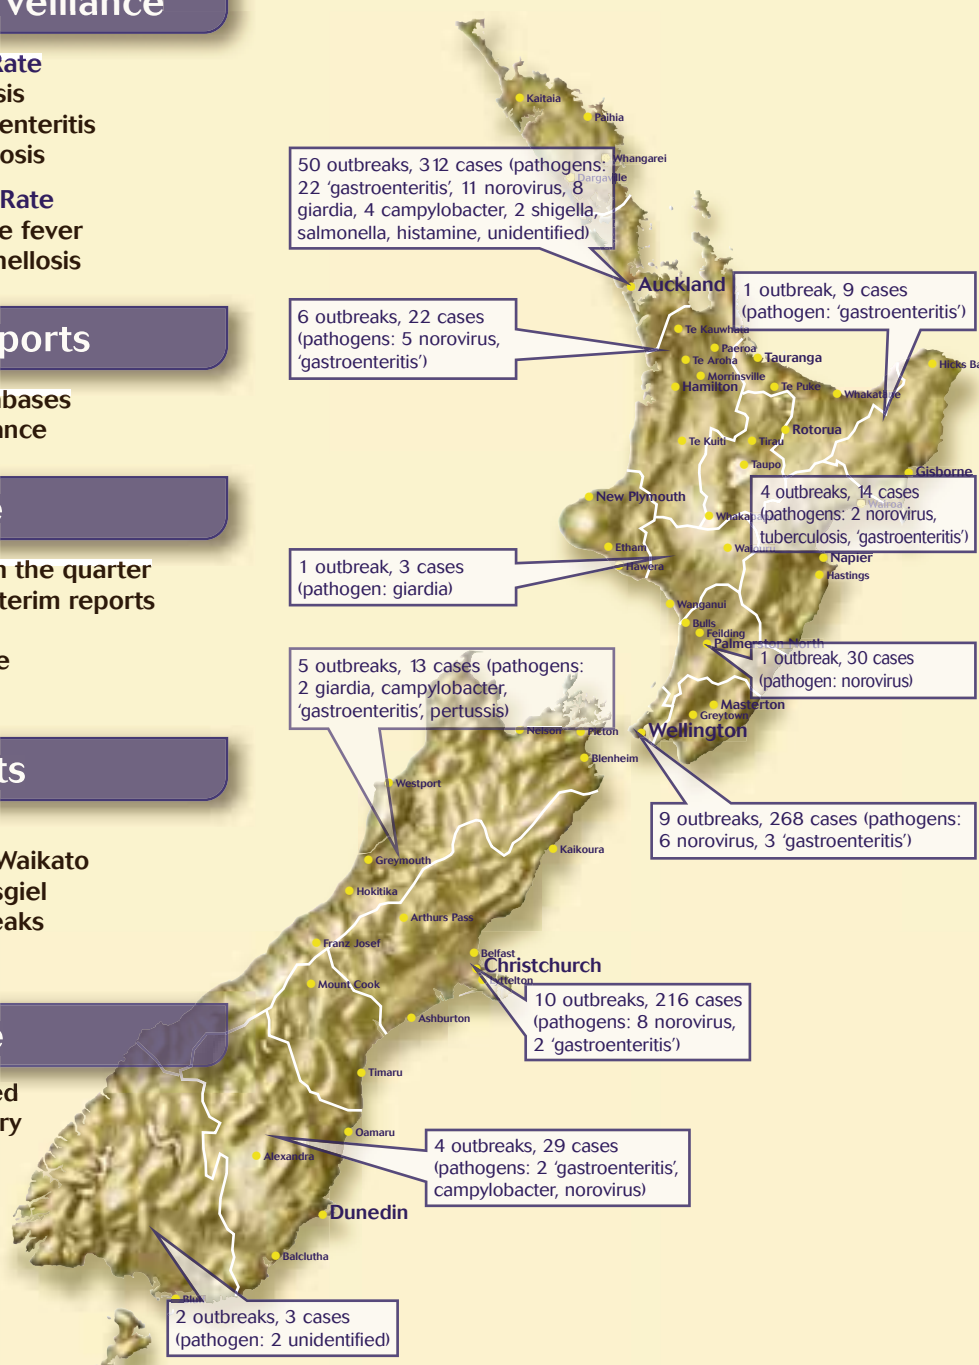 veillance
Rate
sis
enteritis
osis
Rate
e fever
nellosis
ports
abases
ance
e
n the quarter
terim reports
e
ts
Waikato
sgiel
eaks
e
ed
ry
Kaitaia
Paihia
Whangarei
Dargaville
50 outbreaks, 312 cases (pathogens:
22 ‘gastroenteritis’, 11 norovirus, 8
giardia, 4 campylobacter, 2 shigella,
salmonella, histamine, unidentified)
Auckland
1 outbreak, 9 cases
(pathogen: ‘gastroenteritis’)
6 outbreaks, 22 cases
(pathogens: 5 norovirus,
‘gastroenteritis’)
Te Kauwhata
Paeroa
Te Aroha
Tauranga
Morrinsville
Hamilton
Te Puke
Whakatane
Hicks Ba
Rotorua
Te Kuiti
Tirau
Taupo
Gisborne
4 outbreaks, 14 cases
(pathogens: 2 norovirus,
tuberculosis, ‘gastroenteritis’)
Wairoa
New Plymouth
Whakapapa
Etham
Waiouru
Napier
Hawera
Hastings
1 outbreak, 3 cases
(pathogen: giardia)
Wanganui
Bulls
Feilding
Palmerston North
1 outbreak, 30 cases
(pathogen: norovirus)
5 outbreaks, 13 cases (pathogens:
2 giardia, campylobacter,
‘gastroenteritis’, pertussis)
Masterton
Greytown
Wellington
Nelson
Picton
Blenheim
Westport
9 outbreaks, 268 cases (pathogens:
6 norovirus, 3 ‘gastroenteritis’)
Kaikoura
Greymouth
Hokitika
Arthurs Pass
Franz Josef
Belfast
Christchurch
Lyttelton
Mount Cook
10 outbreaks, 216 cases
(pathogens: 8 norovirus,
2 ‘gastroenteritis’)
Ashburton
Timaru
Oamaru
4 outbreaks, 29 cases
(pathogens: 2 ‘gastroenteritis’,
campylobacter, norovirus)
Alexandra
Dunedin
Balclutha
Bluff
2 outbreaks, 3 cases
(pathogen: 2 unidentified)